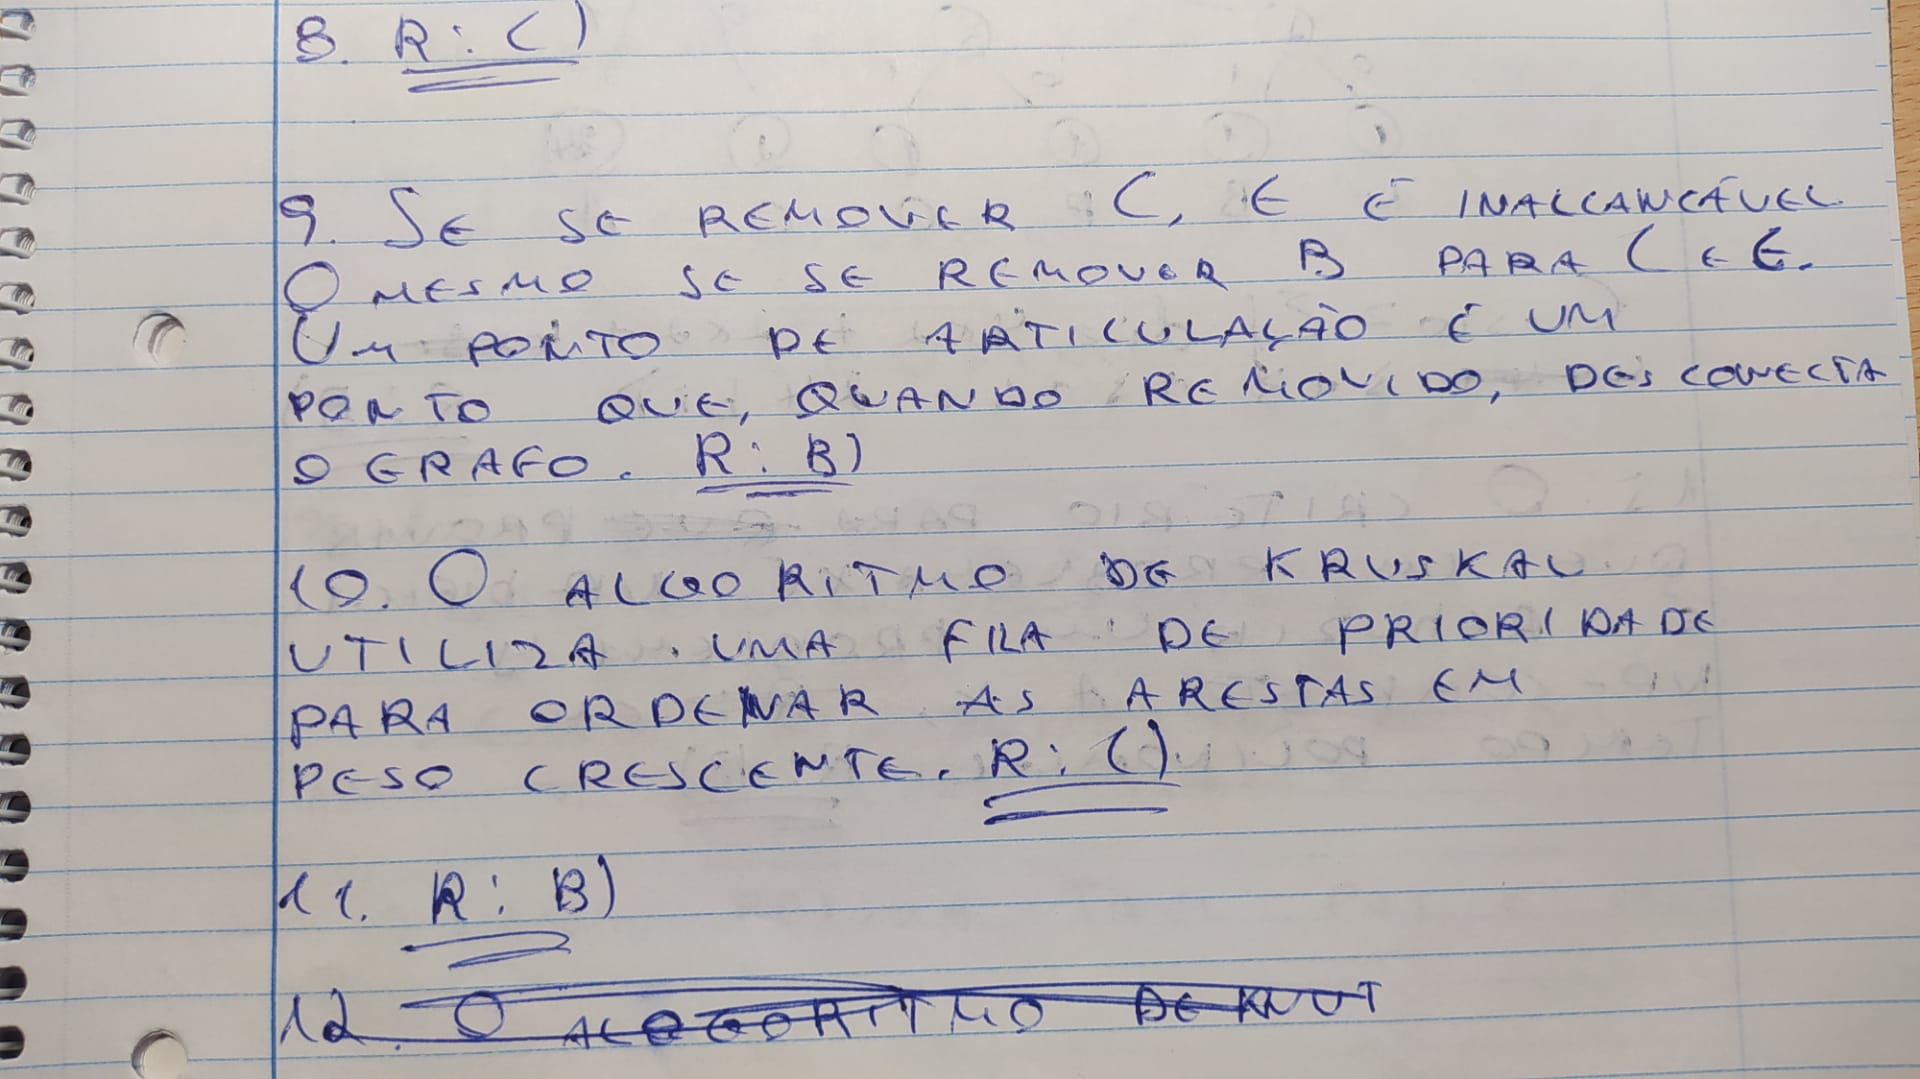 8. R: C)
9. SE SE REMOVER C, E É INALCANCÁVEL.
O MESMO SE SE REMOVER B PARA C E E.
UM PONTO DE ARTICULAÇÃO É UM
PONTO QUE, QUANDO REMOVIDO, DESCONECTA
O GRAFO. R: B)
10. O ALGORITMO DE KRUSKAL
UTILIZA UMA FILA DE PRIORIDADE
PARA ORDENAR AS ARESTAS EM
PESO CRESCENTE. R: C)
11. R: B)
12. O ALGORITMO DE KNUT